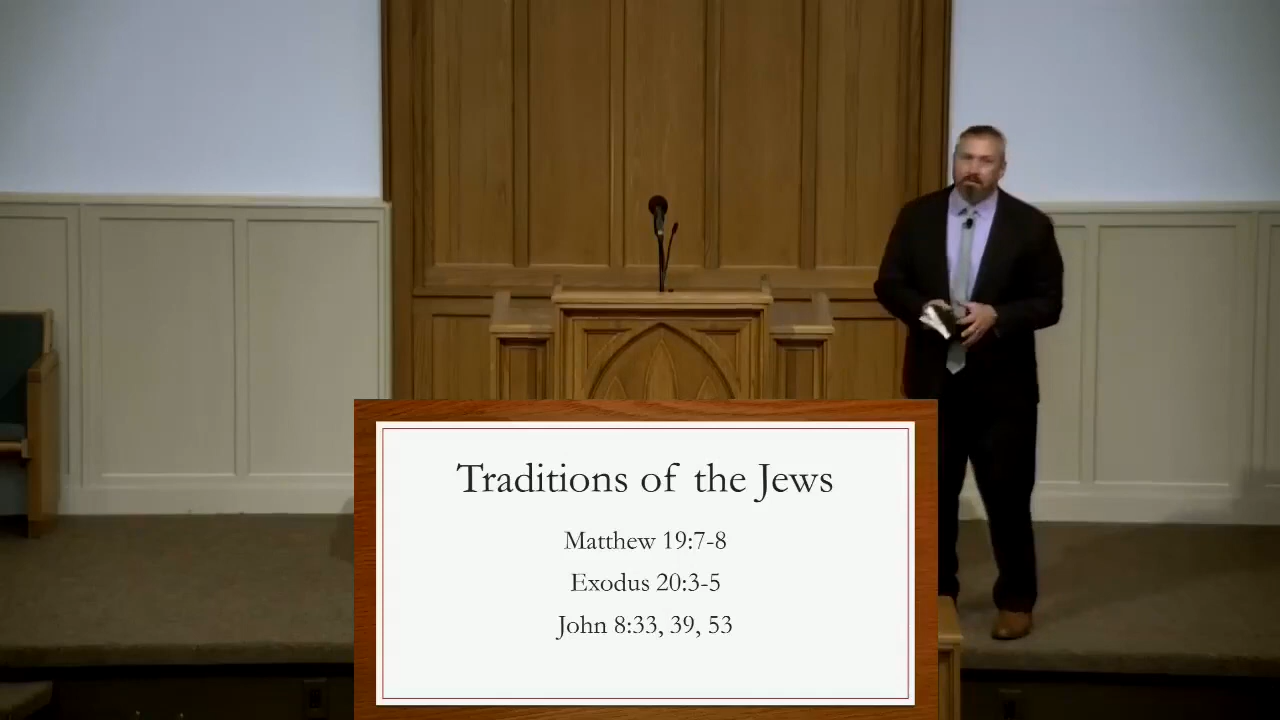 Traditions of the Jews
Matthew 19:7-8
Exodus 20:3-5
John 8:33, 39, 53